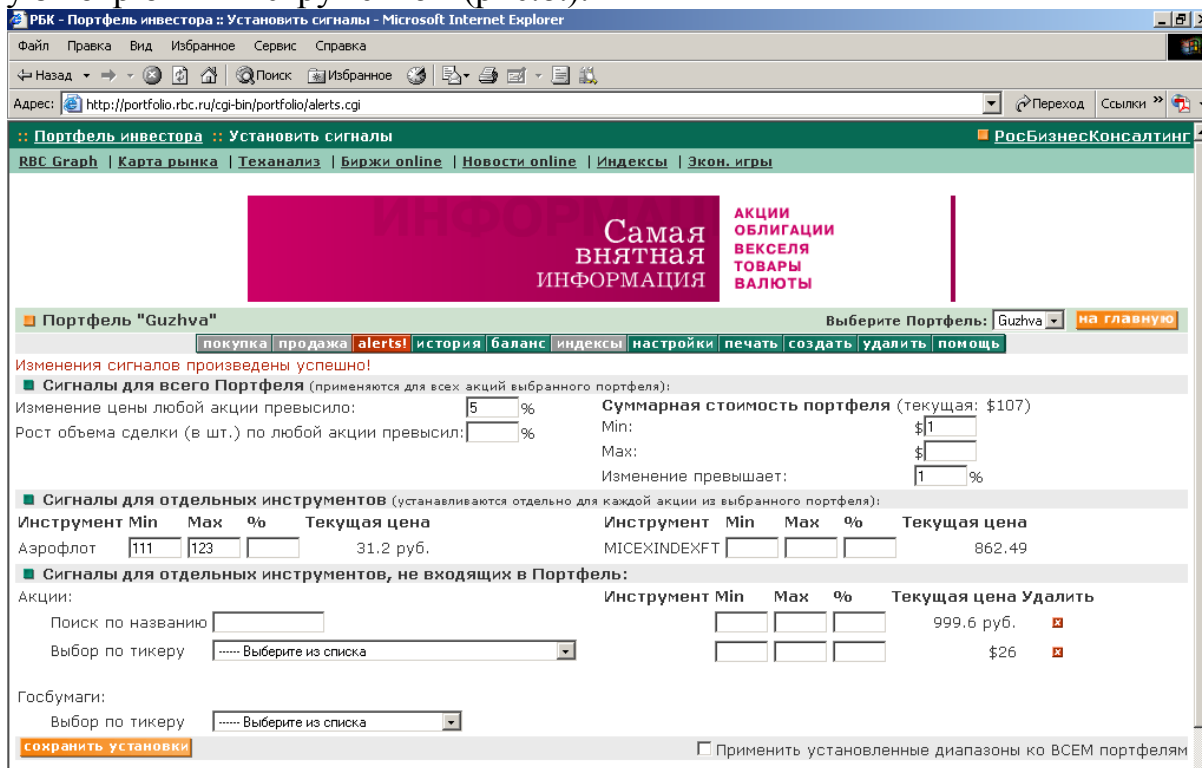 РБК - Портфель инвестора :: Установить сигналы - Microsoft Internet Explorer
Файл Правка Вид Избранное Сервис Справка
Назад Поиск Избранное
Адрес: http://portfolio.rbc.ru/cgi-bin/portfolio/alerts.cgi Переход Ссылки »
:: Портфель инвестора :: Установить сигналы РосБизнесКонсалтинг
RBC Graph | Карта рынка | Теханализ | Биржи online | Новости online | Индексы | Экон. игры
Самая
внятная
ИНФОРМАЦИЯ
АКЦИИ
ОБЛИГАЦИИ
ВЕКСЕЛЯ
ТОВАРЫ
ВАЛЮТЫ
Портфель "Guzhva" Выберите Портфель: Guzhva на главную
покупка продажа alerts! история баланс индексы настройки печать создать удалить помощь
Изменения сигналов произведены успешно!
Сигналы для всего Портфеля (применяются для всех акций выбранного портфеля):
Изменение цены любой акции превысило: 5 % Суммарная стоимость портфеля (текущая: $107)
Рост объема сделки (в шт.) по любой акции превысил: % Min: $ 1
Max: $
Изменение превышает: 1 %
Сигналы для отдельных инструментов (устанавливаются отдельно для каждой акции из выбранного портфеля):
Инструмент Min Max % Текущая цена Инструмент Min Max % Текущая цена
Аэрофлот 111 123 31.2 руб. MICEXINDEXFT 862.49
Сигналы для отдельных инструментов, не входящих в Портфель:
Акции: Инструмент Min Max % Текущая цена Удалить
Поиск по названию 999.6 руб. x
Выбор по тикеру ------ Выберите из списка $26 x
Госбумаги:
Выбор по тикеру ------ Выберите из списка
сохранить установки Применить установленные диапазоны ко ВСЕМ портфелям